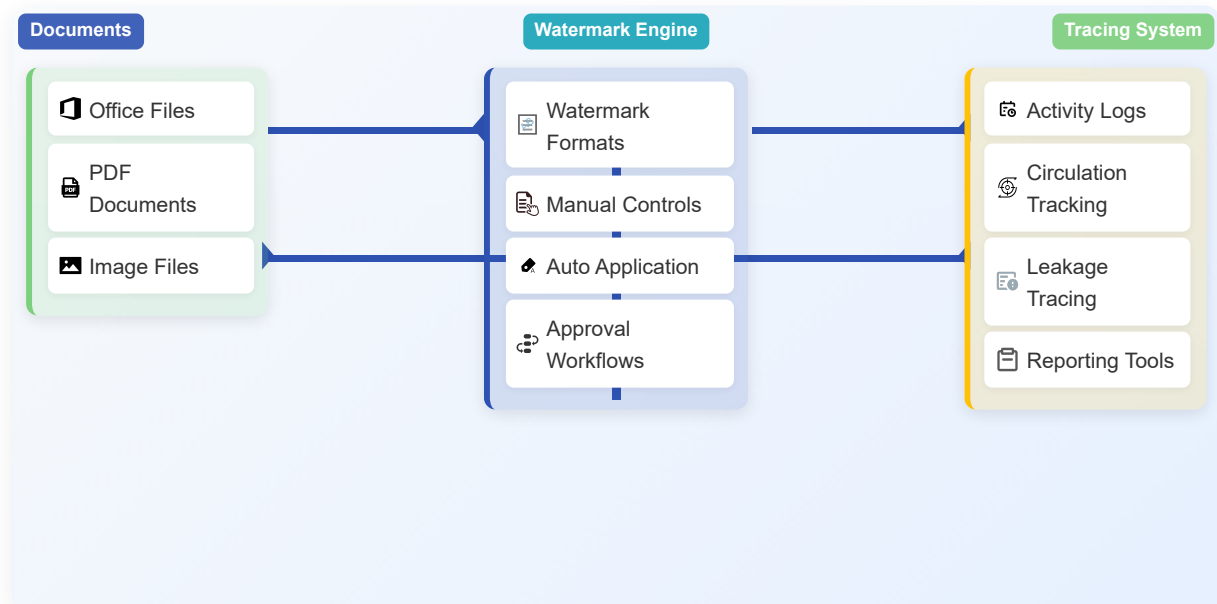 Documents
Watermark Engine
Tracing System
Office Files
PDF
Documents
Image Files
Watermark
Formats
Manual Controls
Auto Application
Approval
Workflows
Activity Logs
Circulation
Tracking
Leakage
Tracing
Reporting Tools